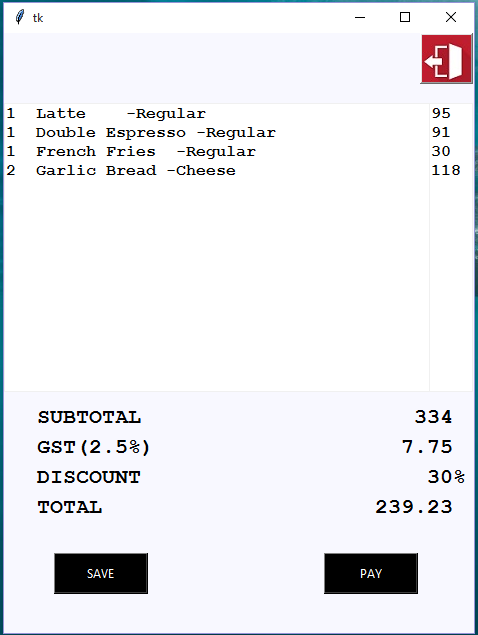 tk
1 Latte -Regular 95
1 Double Espresso -Regular 91
1 French Fries -Regular 30
2 Garlic Bread -Cheese 118
SUBTOTAL 334
GST(2.5%) 7.75
DISCOUNT 30%
TOTAL 239.23
SAVE PAY